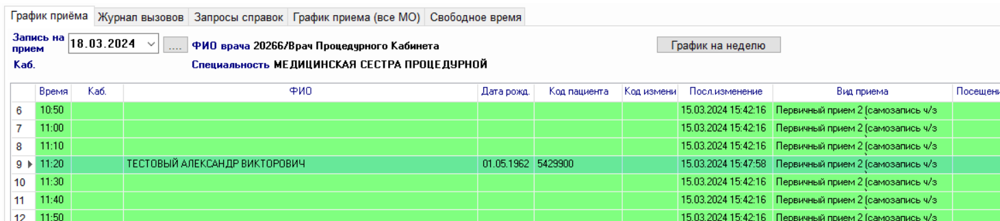 График приёма Журнал вызовов Запросы справок График приема (все МО) Свободное время
Запись на прием 18.03.2024 .... ФИО врача 20266/Врач Процедурного Кабинета График на неделю
Каб. Специальность МЕДИЦИНСКАЯ СЕСТРА ПРОЦЕДУРНОЙ
Время Каб. ФИО Дата рожд. Код пациента Код измени Посл.изменение Вид приема Посещени
6 10:50 15.03.2024 15:42:16 Первичный прием 2 (самозапись ч/з
7 11:00 15.03.2024 15:42:16 Первичный прием 2 (самозапись ч/з
8 11:10 15.03.2024 15:42:16 Первичный прием 2 (самозапись ч/з
9 11:20 ТЕСТОВЫЙ АЛЕКСАНДР ВИКТОРОВИЧ 01.05.1962 5429900 15.03.2024 15:47:58 Первичный прием 2 (самозапись ч/з
10 11:30 15.03.2024 15:42:16 Первичный прием 2 (самозапись ч/з
11 11:40 15.03.2024 15:42:16 Первичный прием 2 (самозапись ч/з
12 11:50 15.03.2024 15:42:16 Первичный прием 2 (самозапись ч/з